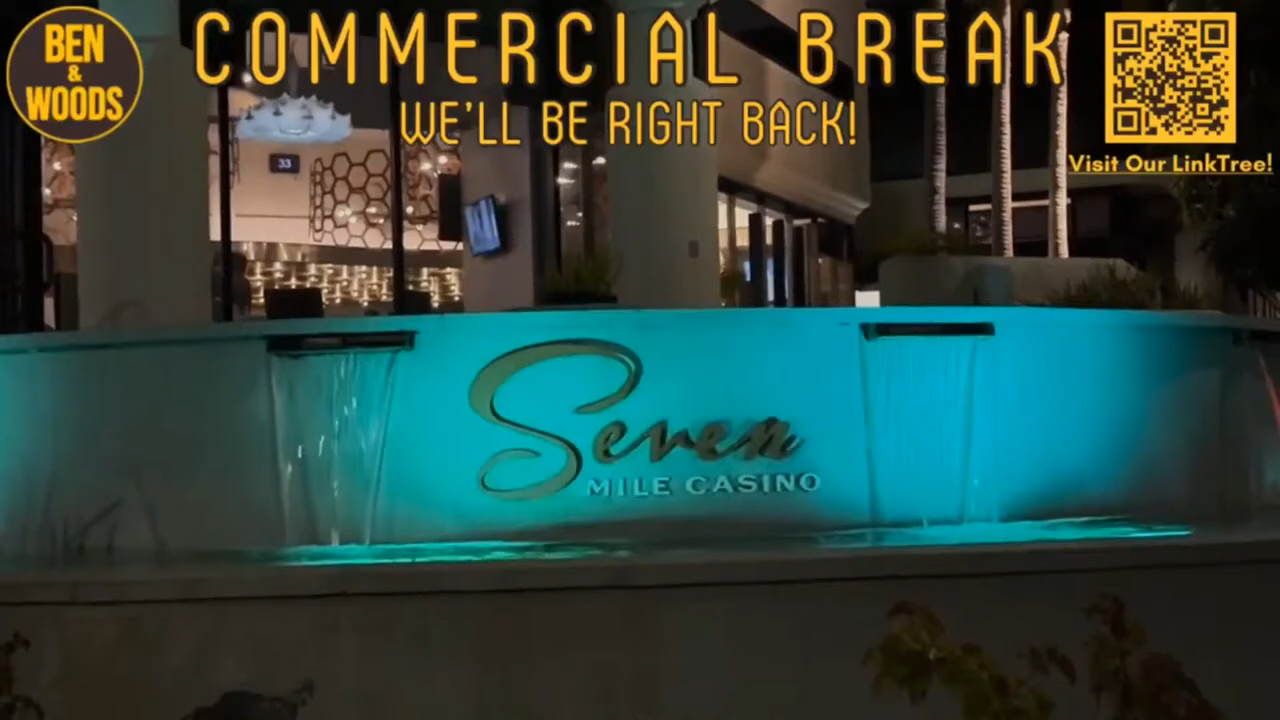 BEN
&
WOODS
COMMERCIAL BREAK
WE'LL BE RIGHT BACK!
Visit Our LinkTree!
33
Seven
MILE CASINO